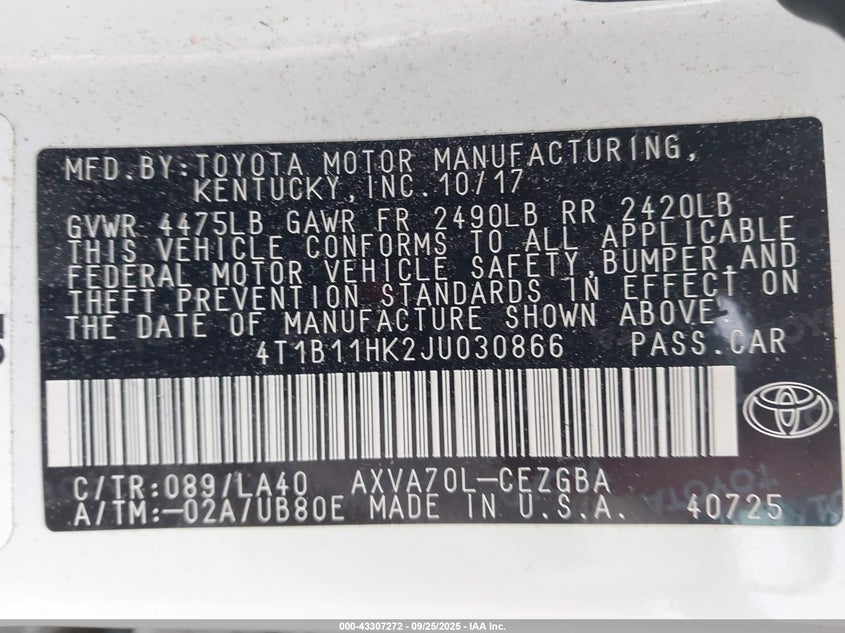 MFD.BY:TOYOTA MOTOR MANUFACTURING,
KENTUCKY,INC.10/17
GVWR 4475LB GAWR FR 2490LB RR 2420LB
THIS VEHICLE CONFORMS TO ALL APPLICABLE
FEDERAL MOTOR VEHICLE SAFETY,BUMPER AND
THEFT PREVENTION STANDARDS IN EFFECT ON
THE DATE OF MANUFACTURE SHOWN ABOVE.
4T1B11HK2JU030866 PASS.CAR
C/TR:089/LA40 AXVA70L-CEZGBA
A/TM:-02A/UB80E MADE IN U.S.A. 40725
TOYOTA
000-43307272 - 09/25/2025 - IAA Inc.